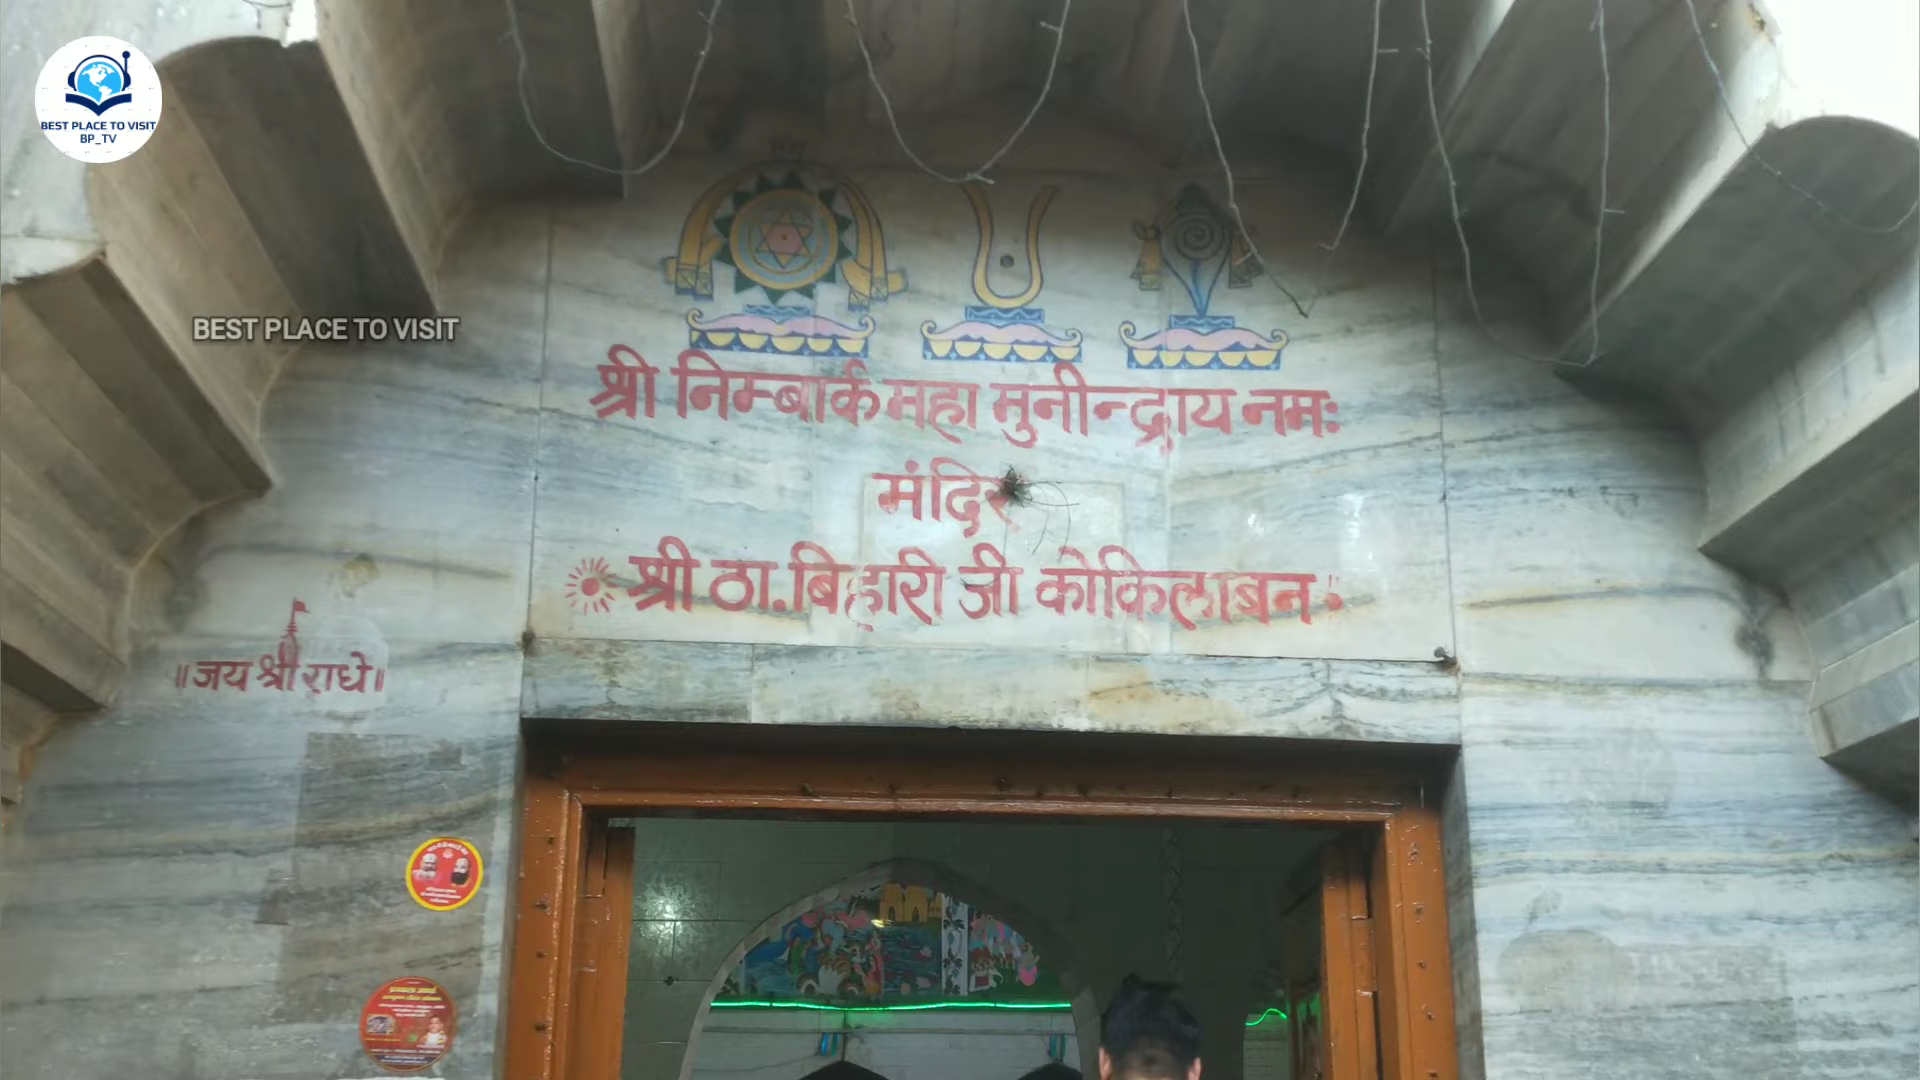 BEST PLACE TO VISIT
BP_TV
BEST PLACE TO VISIT
श्री निम्बार्क महा मुनीन्द्राय नमः
मंदिर
श्री ठा.बिहारी जी कोकिलाबन
॥जय श्री राधे॥